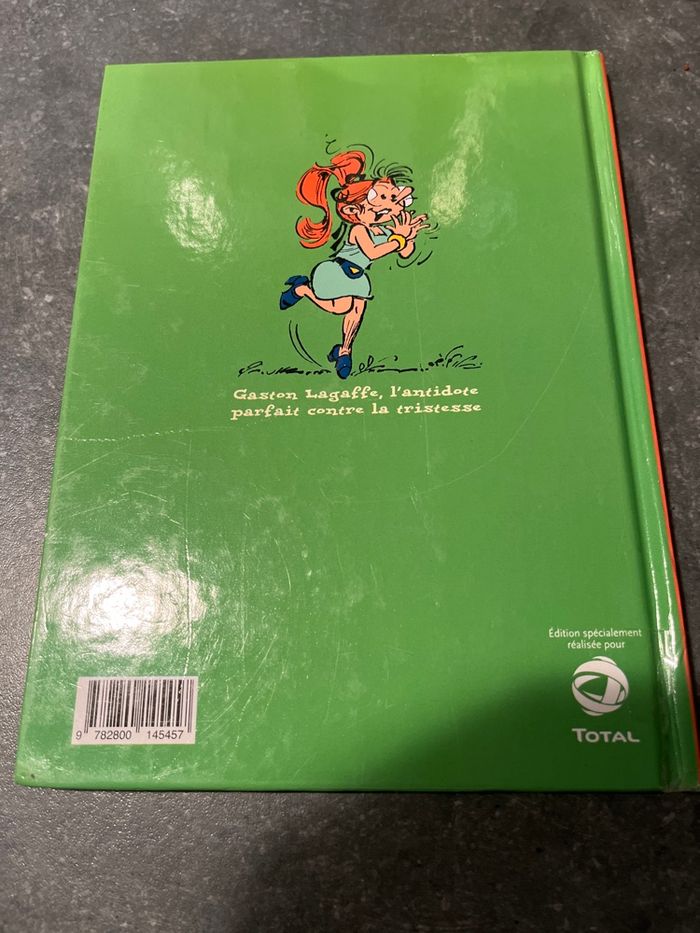 Gaston Lagaffe, l'antidote
parfait contre la tristesse
Édition spécialement
réalisée pour
TOTAL
9 782800 145457